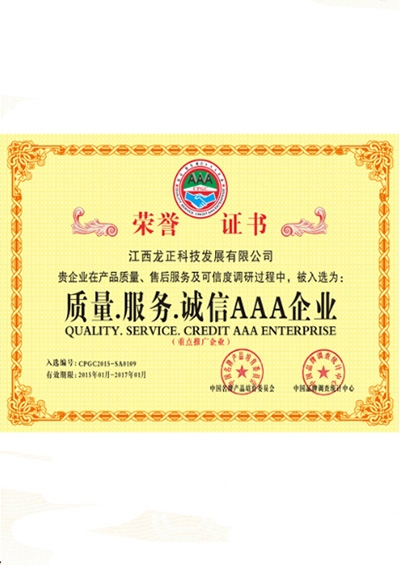 AAA
CPGC
荣誉 证书
江西龙正科技发展有限公司
贵企业在产品质量、售后服务及可信度调研过程中，被入选为：
质量.服务.诚信AAA企业
QUALITY. SERVICE. CREDIT AAA ENTERPRISE
（重点推广企业）
入选编号：CPGC2015-SA0109
有效期限：2015年01月-2017年01月
中国名牌产品培育委员会
中国品牌调查统计中心